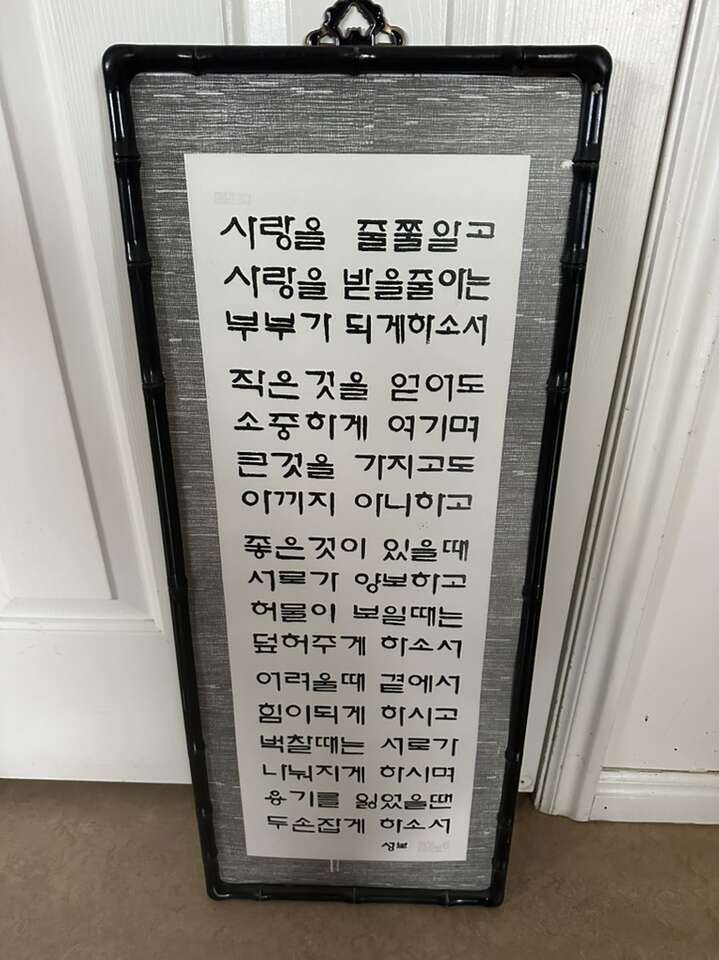 사랑을 줄쭐알고
사랑을 받을줄아는
부부가 되게하소서
작은것을 얻어도
소중하게 여기며
큰것을 가지고도
아끼지 아니하고
좋은것이 있을때
서로가 양보하고
허물이 보일때는
덮허주게 하소서
어려울때 곁에서
힘이되게 하시고
벅찰때는 서로가
나눠지게 하시며
용기를 잃었을땐
두손잡게 하소서